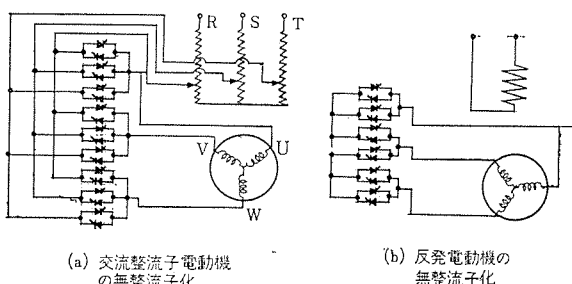 R S T
V U
W
(a) 交流整流子電動機
の無整流子化
(b) 反発電動機の
無整流子化